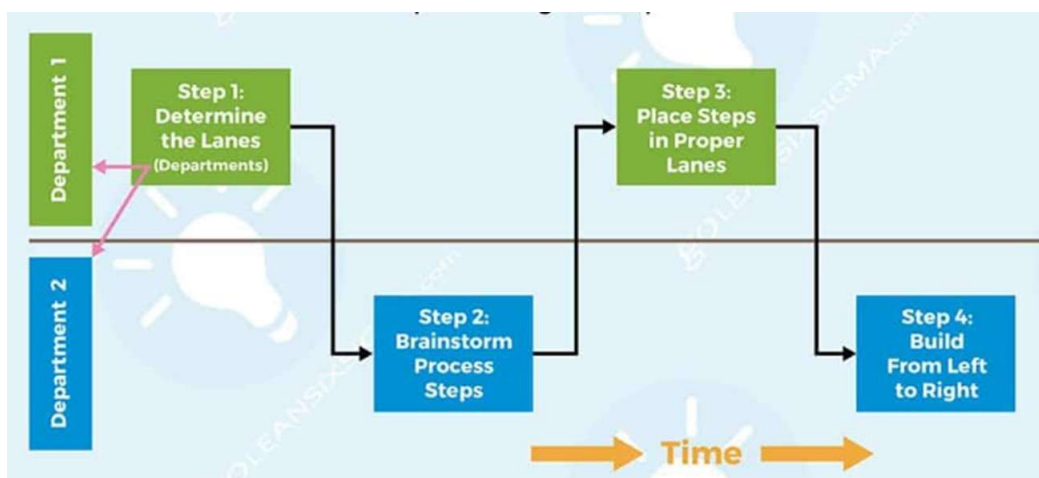 Department 1
Step 1:
Determine
the Lanes
(Departments)
Step 3:
Place Steps
in Proper
Lanes
Department 2
Step 2:
Brainstorm
Process
Steps
Step 4:
Build
From Left
to Right
Time